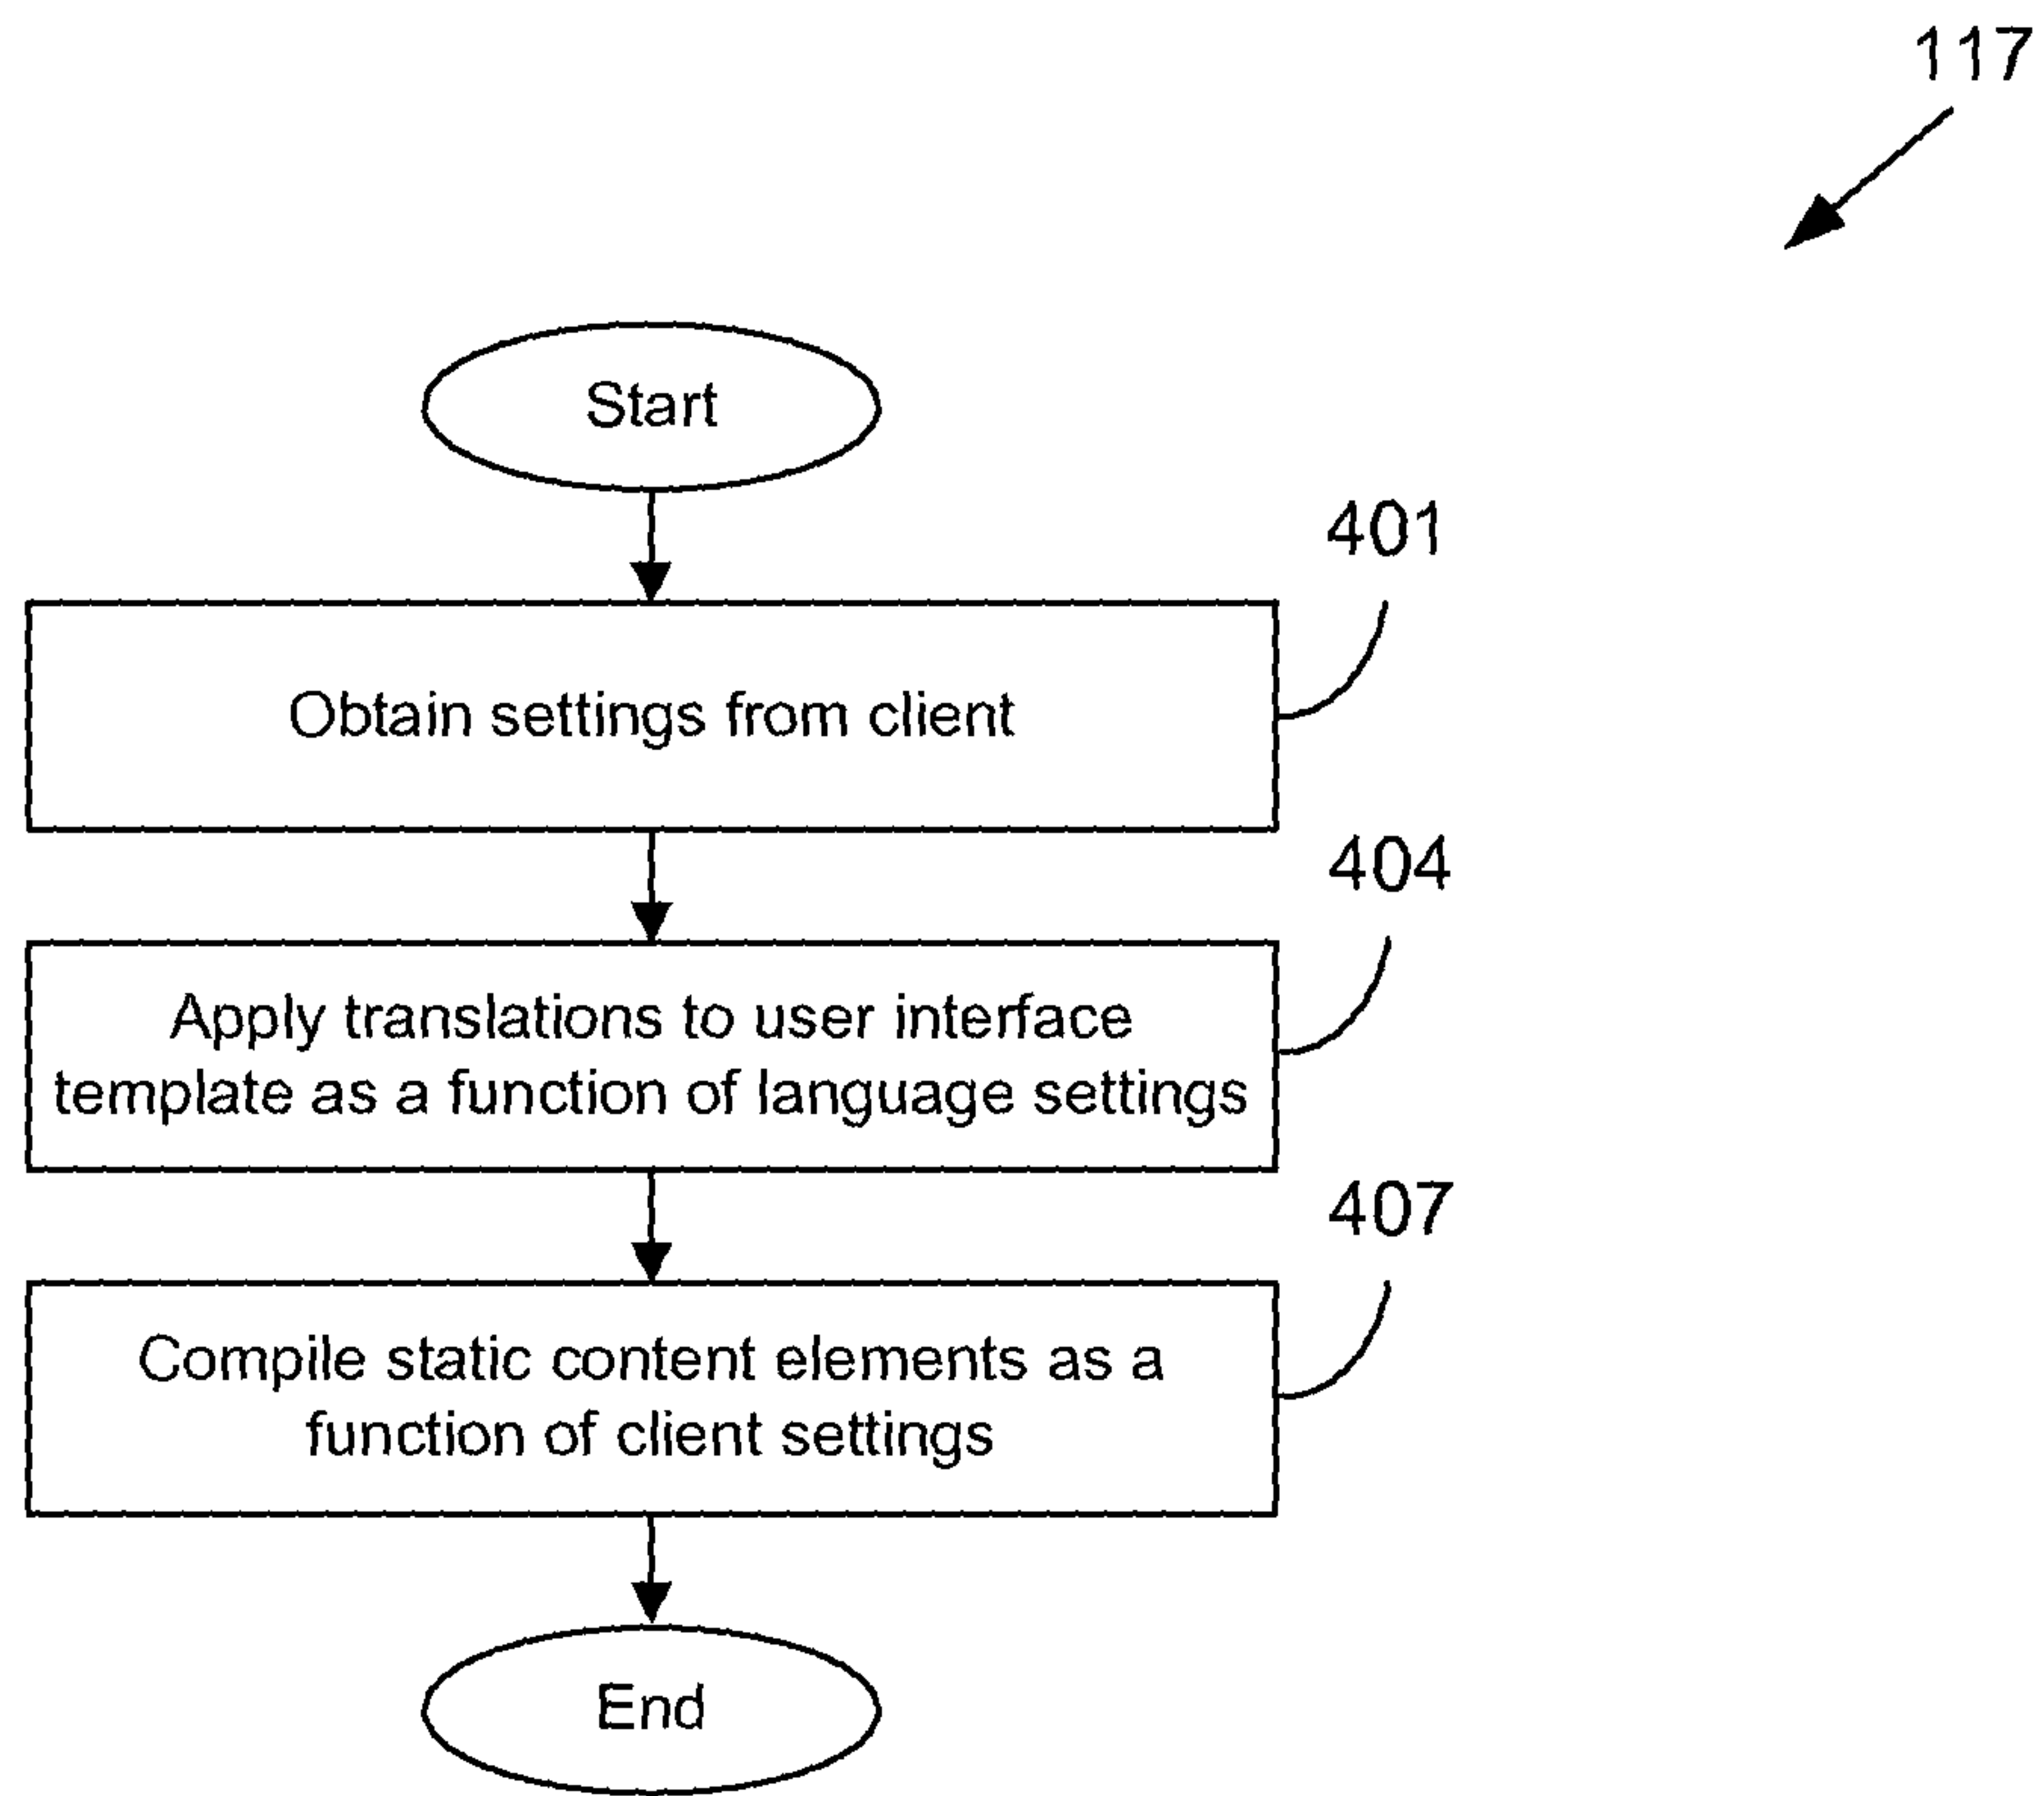 117
Start
401
Obtain settings from client
404
Apply translations to user interface
template as a function of language settings
407
Compile static content elements as a
function of client settings
End